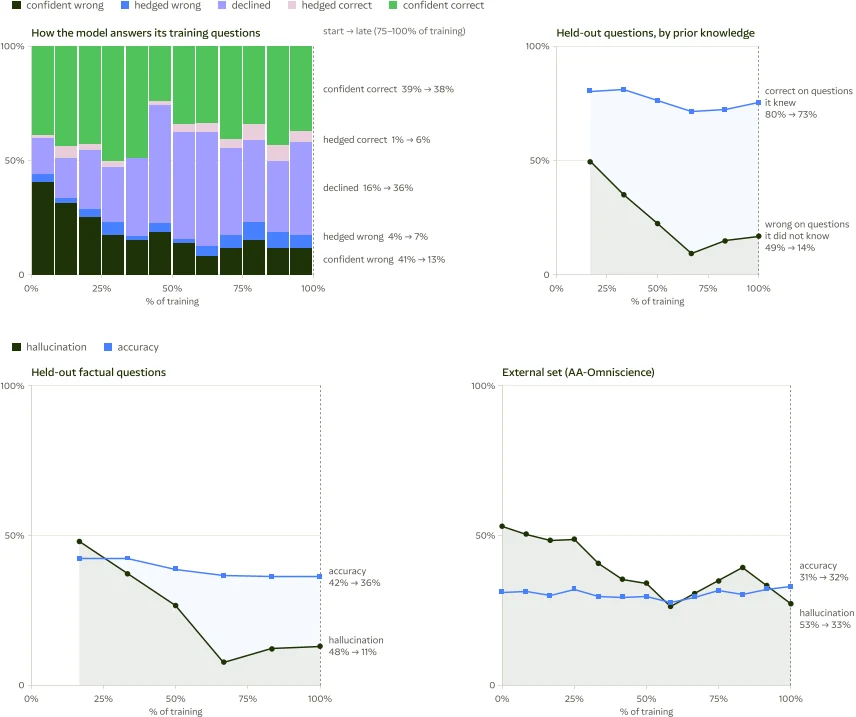 confident wrong hedged wrong declined hedged correct confident correct
How the model answers its training questions
start → late (75–100% of training)
100%
50%
0
confident correct 39% → 38%
hedged correct 1% → 6%
declined 16% → 36%
hedged wrong 4% → 7%
confident wrong 41% → 13%
0% 25% 50% 75% 100%
% of training
Held-out questions, by prior knowledge
100%
50%
0
correct on questions
it knew
80% → 73%
wrong on questions
it did not know
49% → 14%
0% 25% 50% 75% 100%
% of training
hallucination accuracy
Held-out factual questions
100%
50%
0
accuracy
42% → 36%
hallucination
48% → 11%
0% 25% 50% 75% 100%
% of training
External set (AA-Omniscience)
100%
50%
0
accuracy
31% → 32%
hallucination
53% → 33%
0% 25% 50% 75% 100%
% of training